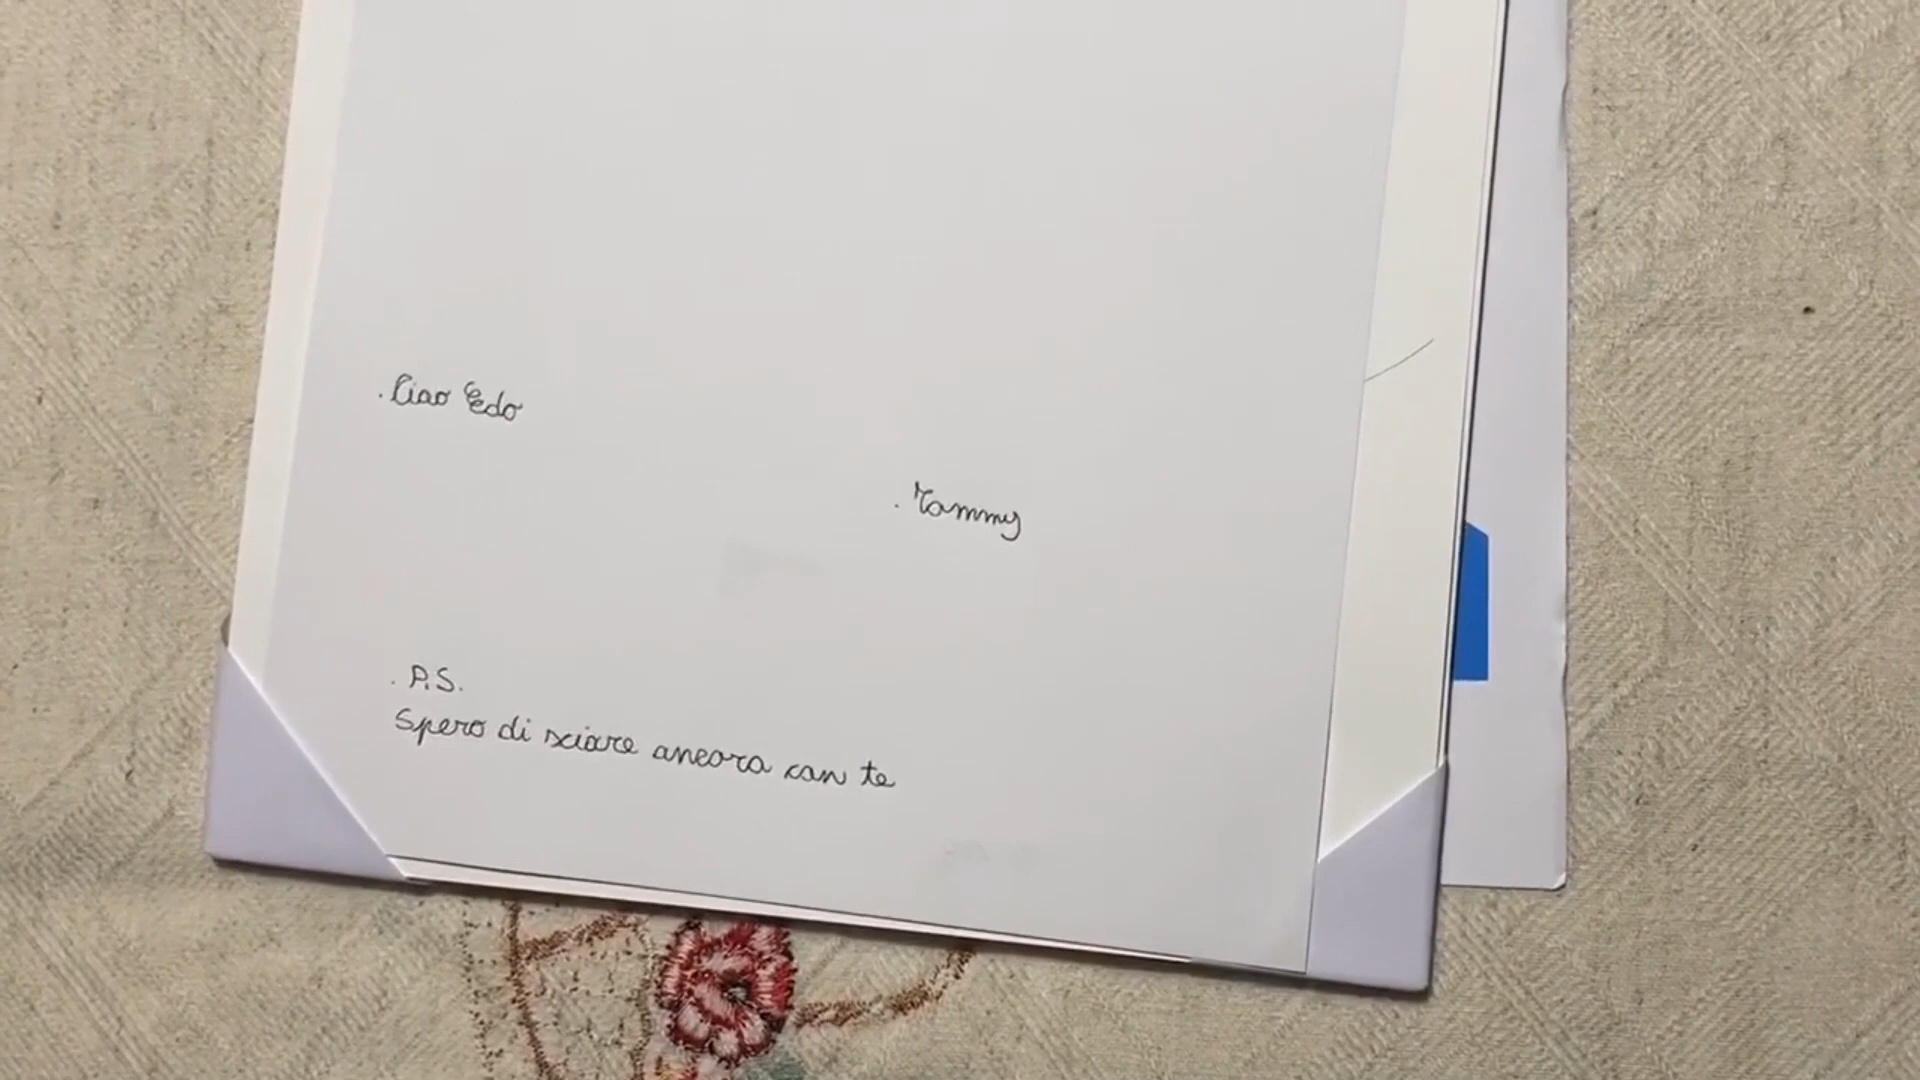 . Ciao Edo
. Tommy
. P.S.
Spero di sciare ancora con te